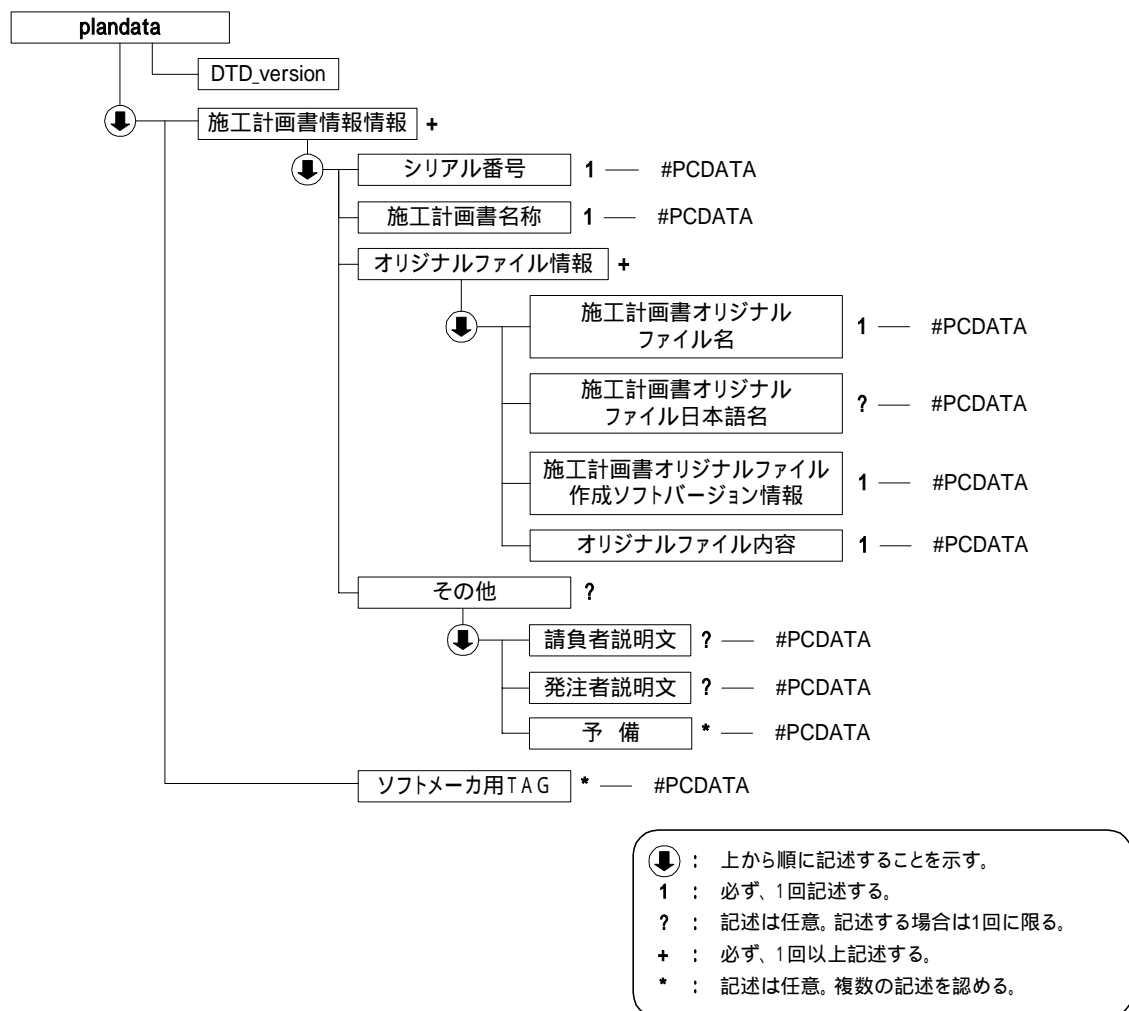 plandata
DTD_version
施工計画書情報情報 +
シリアル番号 1 #PCDATA
施工計画書名称 1 #PCDATA
オリジナルファイル情報 +
施工計画書オリジナル
ファイル名 1 #PCDATA
施工計画書オリジナル
ファイル日本語名 ? #PCDATA
施工計画書オリジナルファイル
作成ソフトバージョン情報 1 #PCDATA
オリジナルファイル内容 1 #PCDATA
その他 ?
請負者説明文 ? #PCDATA
発注者説明文 ? #PCDATA
予 備 * #PCDATA
ソフトメーカ用TAG * #PCDATA
: 上から順に記述することを示す。
1 : 必ず、1回記述する。
? : 記述は任意。記述する場合は1回に限る。
+ : 必ず、1回以上記述する。
* : 記述は任意。複数の記述を認める。